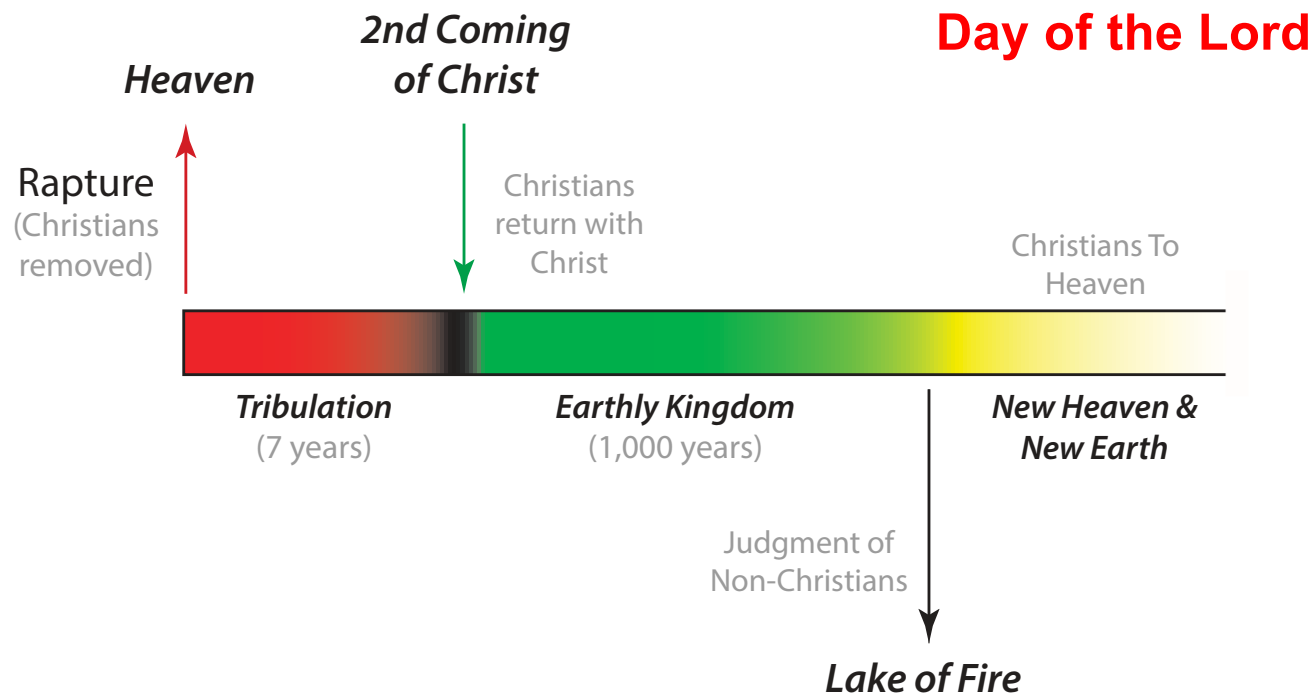 Day of the Lord
2nd Coming
of Christ
Heaven
Rapture
(Christians
removed)
Christians
return with
Christ
Christians To
Heaven
Tribulation
(7 years)
Earthly Kingdom
(1,000 years)
New Heaven &
New Earth
Judgment of
Non-Christians
Lake of Fire